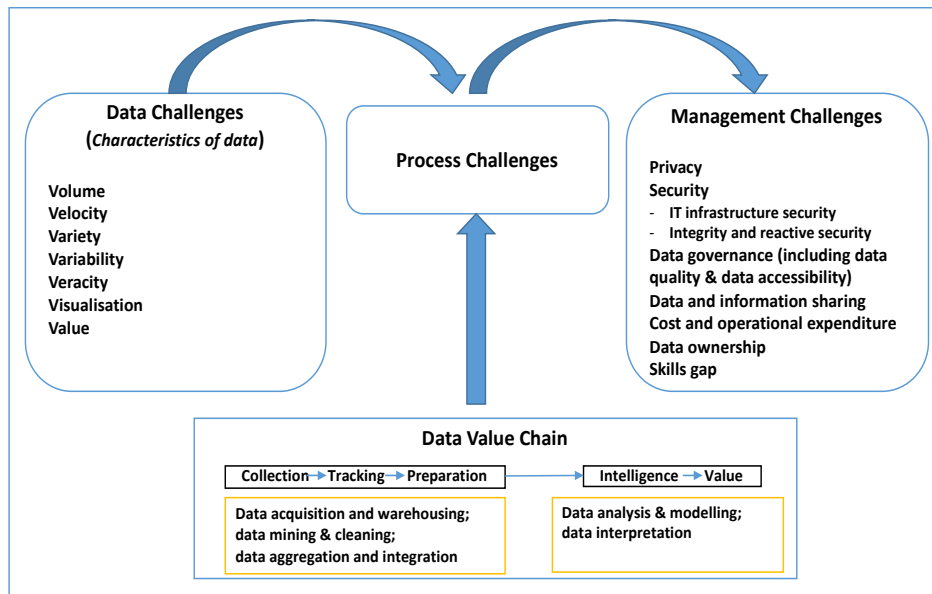 Data Challenges
(Characteristics of data)
Volume
Velocity
Variety
Variability
Veracity
Visualisation
Value
Process Challenges
Management Challenges
Privacy
Security
- IT infrastructure security
- Integrity and reactive security
Data governance (including data
quality & data accessibility)
Data and information sharing
Cost and operational expenditure
Data ownership
Skills gap
Data Value Chain
Collection Tracking Preparation
Intelligence Value
Data acquisition and warehousing;
data mining & cleaning;
data aggregation and integration
Data analysis & modelling;
data interpretation